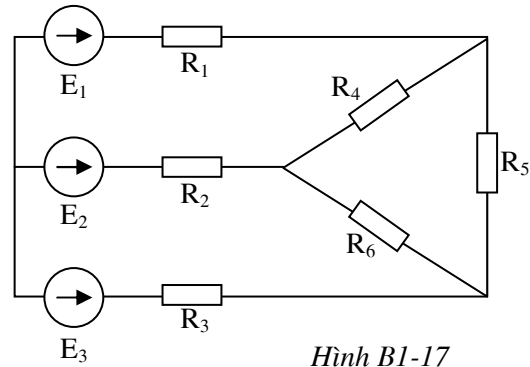 E₁
R₁
R₄
E₂
R₂
R₅
R₆
E₃
R₃
Hình B1-17